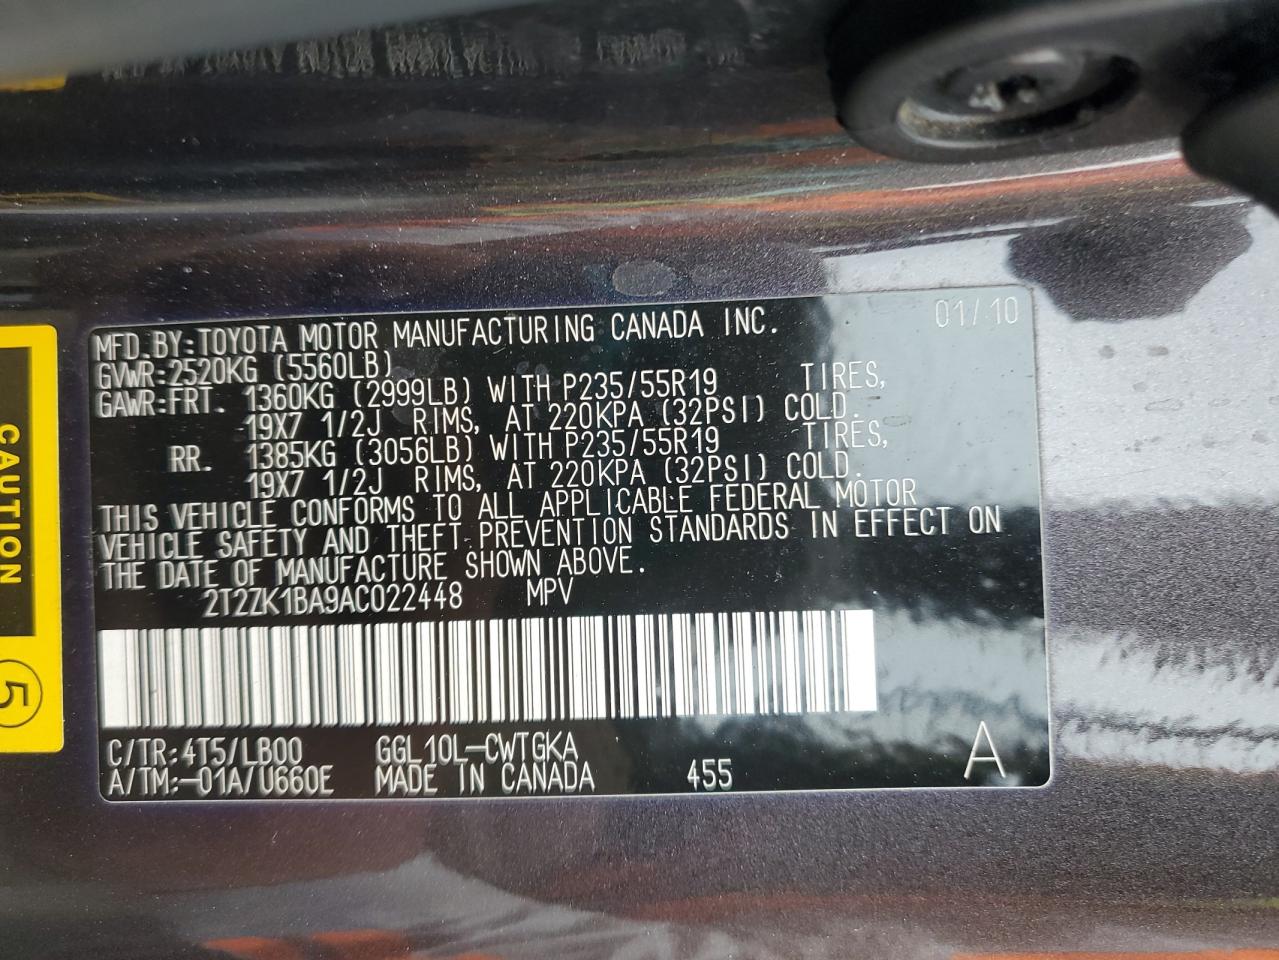 MFD.BY:TOYOTA MOTOR MANUFACTURING CANADA INC. 01/10
GVWR:2520KG (5560LB)
GAWR:FRT. 1360KG (2999LB) WITH P235/55R19 TIRES,
19X7 1/2J RIMS, AT 220KPA (32PSI) COLD.
RR. 1385KG (3056LB) WITH P235/55R19 TIRES,
19X7 1/2J RIMS, AT 220KPA (32PSI) COLD.
THIS VEHICLE CONFORMS TO ALL APPLICABLE FEDERAL MOTOR
VEHICLE SAFETY AND THEFT PREVENTION STANDARDS IN EFFECT ON
THE DATE OF MANUFACTURE SHOWN ABOVE.
2T2ZK1BA9AC022448 MPV
C/TR:4T5/LB00 GGL10L-CWTGKA
A/TM:-01A/U660E MADE IN CANADA 455 A
CAUTION
5